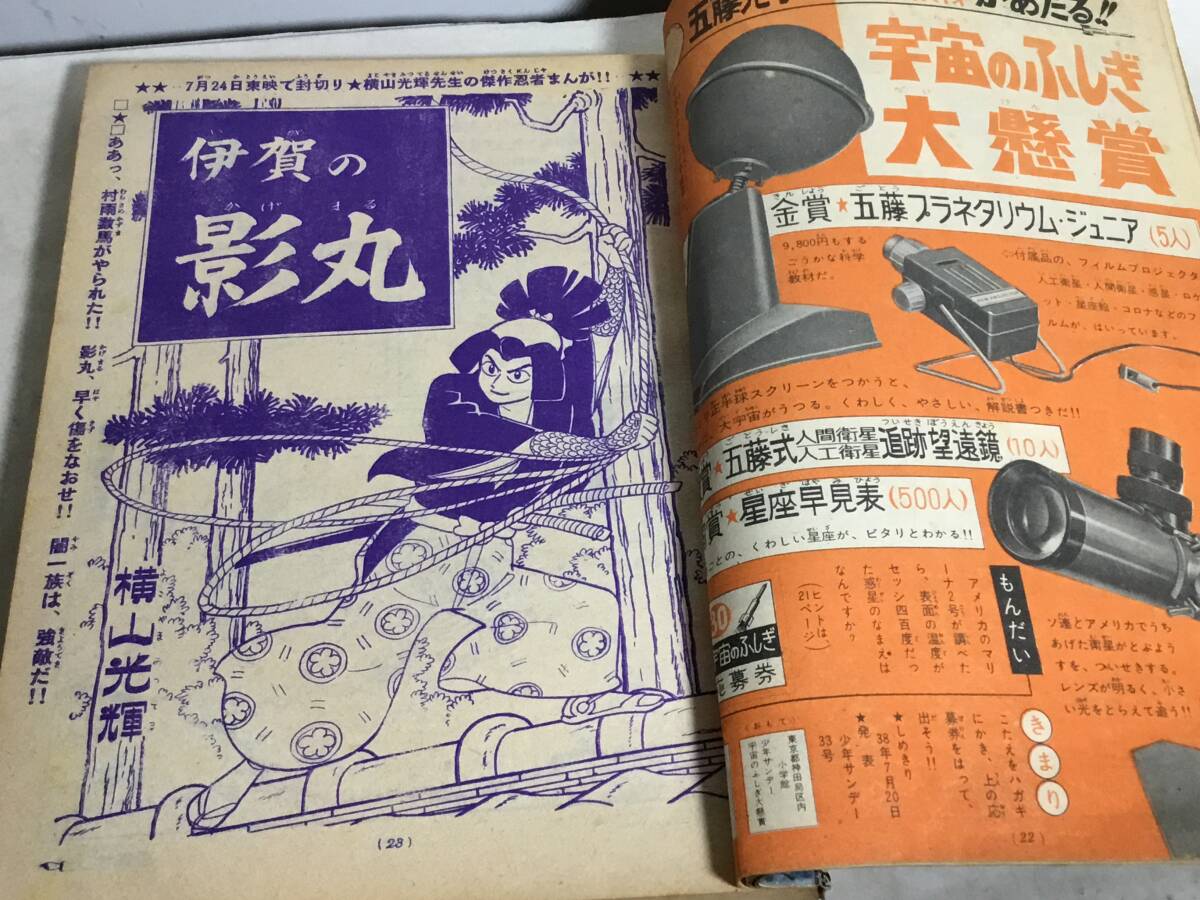 五藤光学
があたる!!
宇宙のふしぎ
大懸賞
金賞★五藤プラネタリウム・ジュニア(5人)
9,800円もする
ごうかな科学
教材だ。
付属品の、フィルムプロジェクタ
人工衛星・人間衛星・惑星・ロケ
ット・星座絵・コロナなどのフ
ルムが、はいっています。
半球スクリーンをつかうと、
大宇宙がうつる。くわしく、やさしい、解説書つきだ!!
賞★五藤式人間衛星人工衛星追跡望遠鏡(10人)
賞★星座早見表(500人)
ごとの、くわしい星座が、ピタリとわかる!!
ソ連とアメリカでうち
あげた衛星がとぶよう
すを、ついせきする。
レンズが明るく、小さ
い光をとらえて追う!!
もんだい
アメリカのマリ
ーナ2号が調べた
ら、表面の温度が
セッシ四百度だっ
た惑星のなまえは
なんですか?
(ヒントは
21ページ)
30
宇宙のふしぎ
応募券
きまり
こたえをハガキ
にかき、上の応
募券をはって、
出そう!!
★しめきり
38年7月20日
★発表
少年サンデー
33号
(おもて)
東京都神田局区内
小学館
少年サンデー
宇宙のふしぎ大懸賞
(22)
★★‥7月24日東映で封切り★横山光輝先生の傑作忍者まんが!!‥★★
伊賀の
影丸
□★□ああっ、村雨数馬がやられた!! 影丸、早く傷をなおせ!! 闇一族は、強敵だ!!
横山光輝
(23)